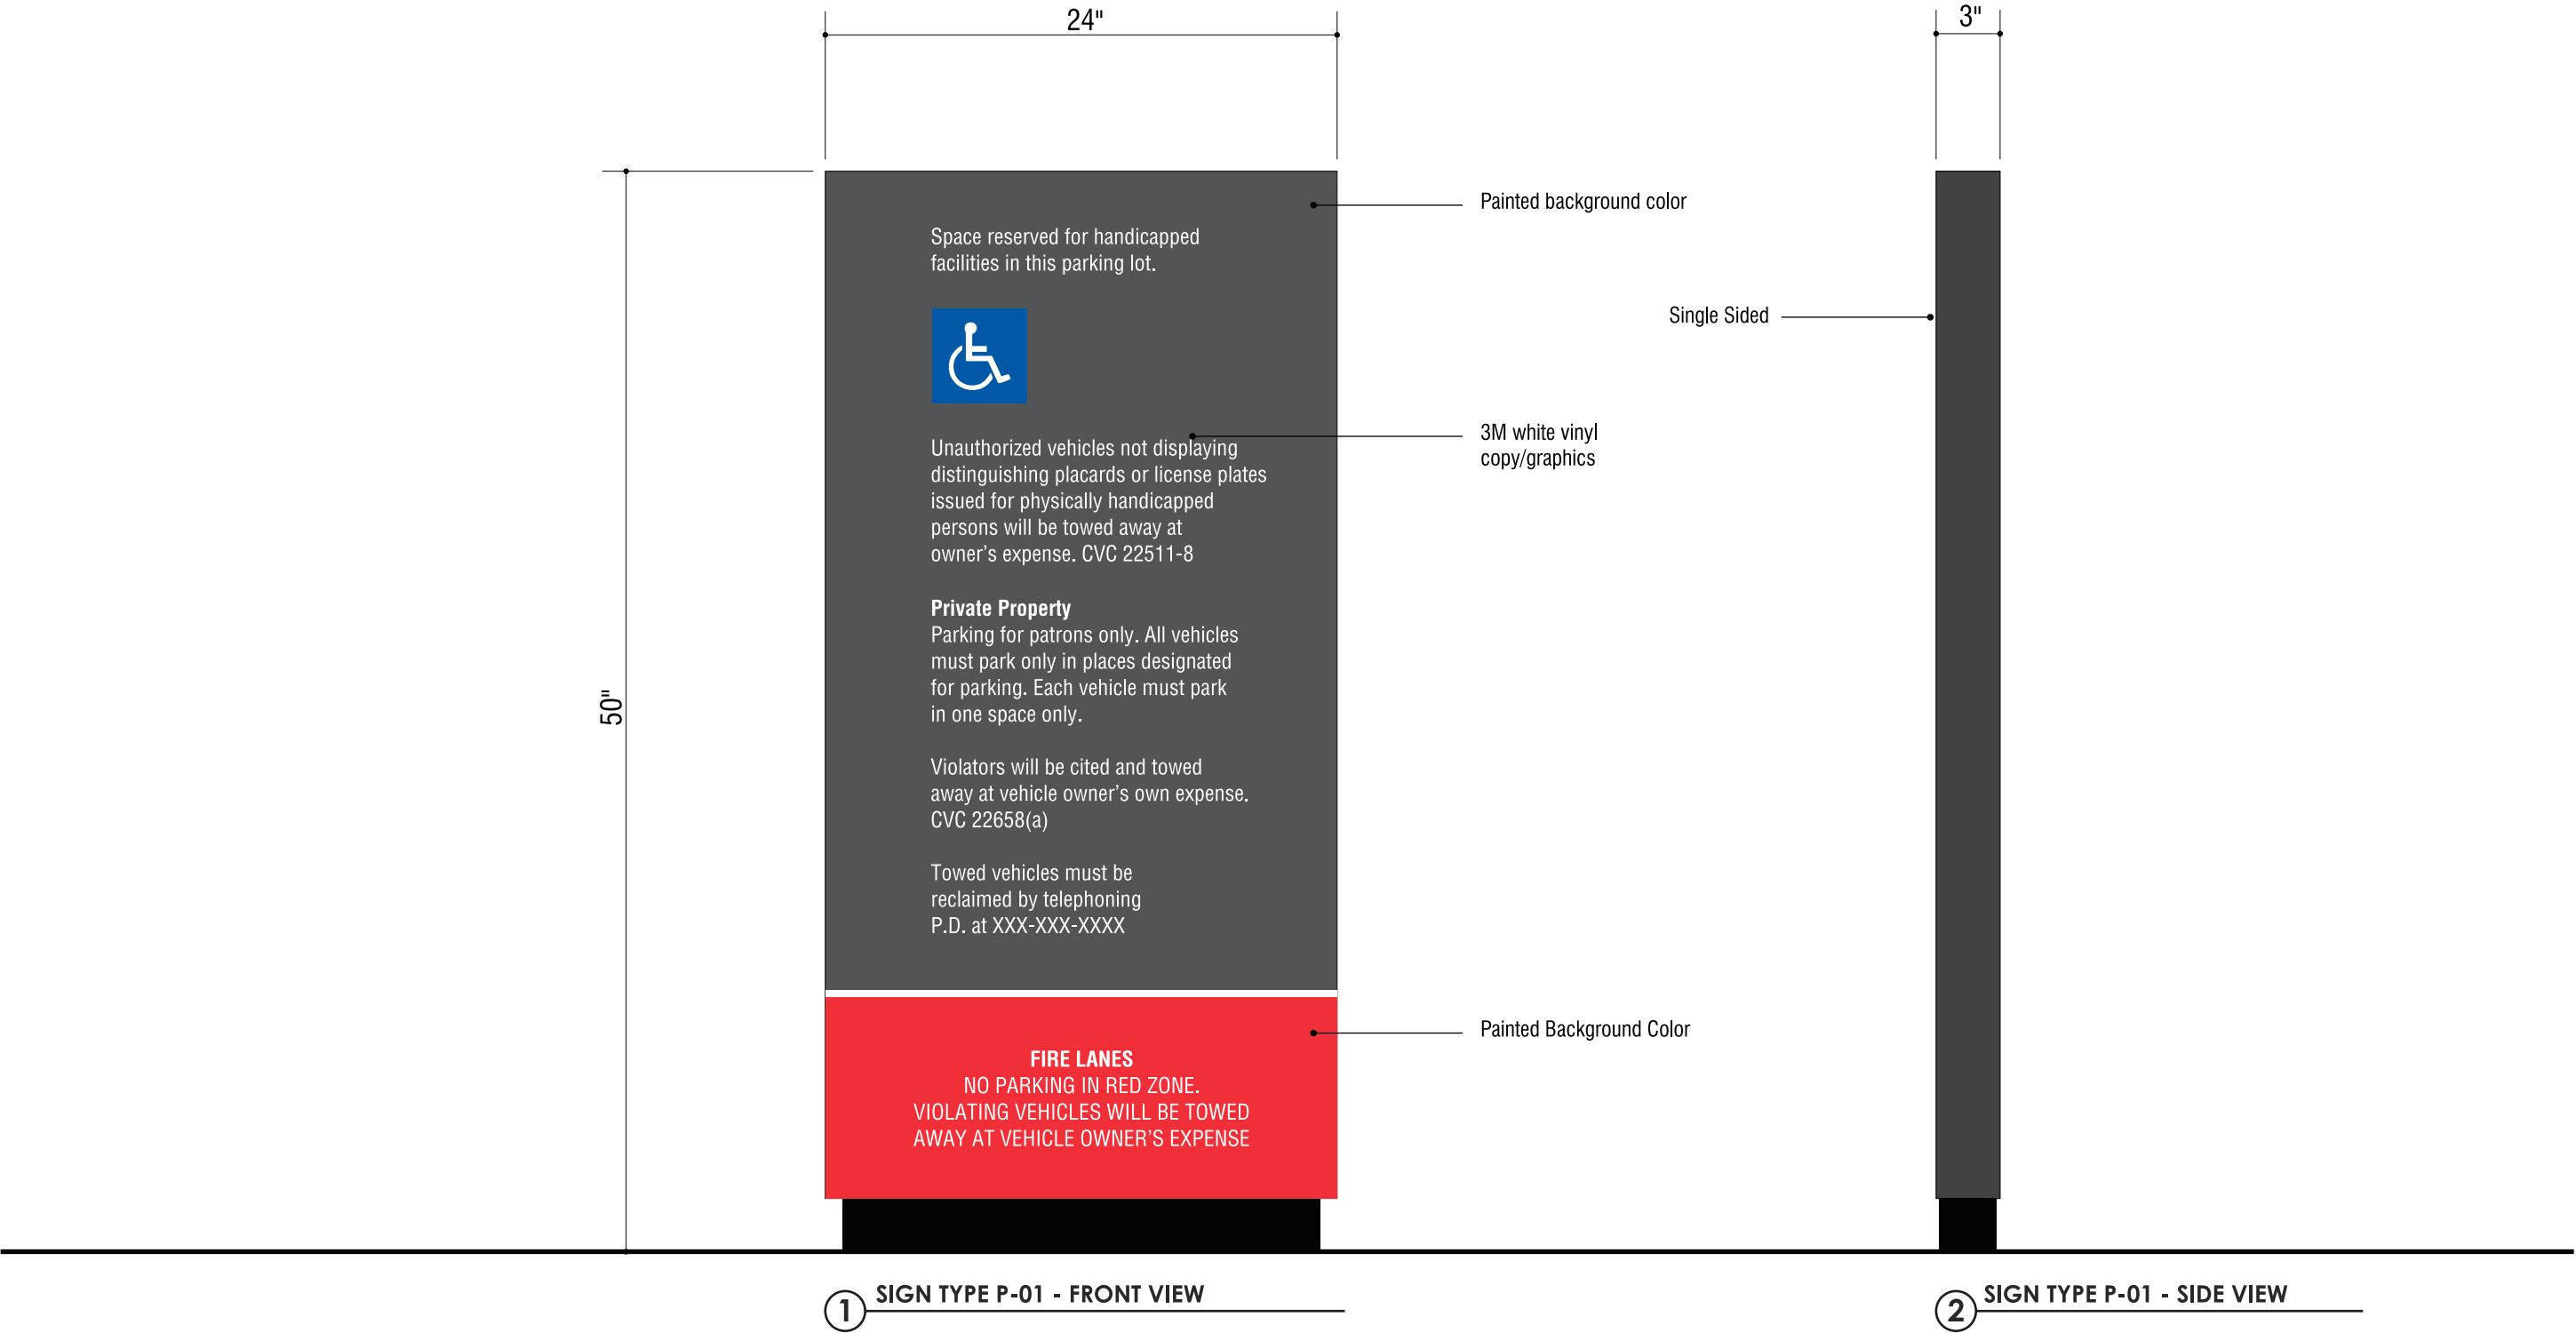 24"
3"
50"
Space reserved for handicapped
facilities in this parking lot.
Unauthorized vehicles not displaying
distinguishing placards or license plates
issued for physically handicapped
persons will be towed away at
owner’s expense. CVC 22511-8
Private Property
Parking for patrons only. All vehicles
must park only in places designated
for parking. Each vehicle must park
in one space only.
Violators will be cited and towed
away at vehicle owner’s own expense.
CVC 22658(a)
Towed vehicles must be
reclaimed by telephoning
P.D. at XXX-XXX-XXXX
FIRE LANES
NO PARKING IN RED ZONE.
VIOLATING VEHICLES WILL BE TOWED
AWAY AT VEHICLE OWNER’S EXPENSE
Painted background color
Single Sided
3M white vinyl
copy/graphics
Painted Background Color
1 SIGN TYPE P-01 - FRONT VIEW
2 SIGN TYPE P-01 - SIDE VIEW